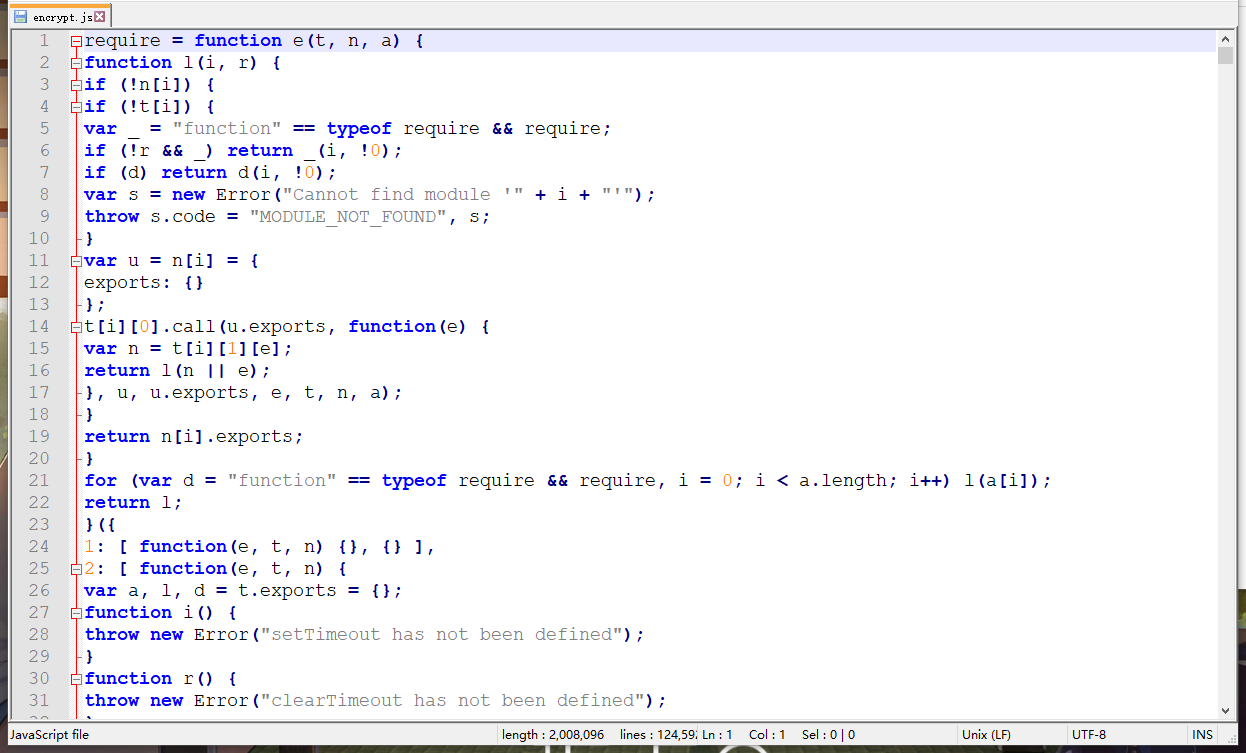 encrypt.js
1 require = function e(t, n, a) {
2 function l(i, r) {
3 if (!n[i]) {
4 if (!t[i]) {
5 var _ = "function" == typeof require && require;
6 if (!r && _) return _(i, !0);
7 if (d) return d(i, !0);
8 var s = new Error("Cannot find module '" + i + "'");
9 throw s.code = "MODULE_NOT_FOUND", s;
10 }
11 var u = n[i] = {
12 exports: {}
13 };
14 t[i][0].call(u.exports, function(e) {
15 var n = t[i][1][e];
16 return l(n || e);
17 }, u, u.exports, e, t, n, a);
18 }
19 return n[i].exports;
20 }
21 for (var d = "function" == typeof require && require, i = 0; i < a.length; i++) l(a[i]);
22 return l;
23 }({
24 1: [ function(e, t, n) {}, {} ],
25 2: [ function(e, t, n) {
26 var a, l, d = t.exports = {};
27 function i() {
28 throw new Error("setTimeout has not been defined");
29 }
30 function r() {
31 throw new Error("clearTimeout has not been defined");
JavaScript file length : 2,008,096 lines : 124,59 Ln : 1 Col : 1 Sel : 0 | 0 Unix (LF) UTF-8 INS